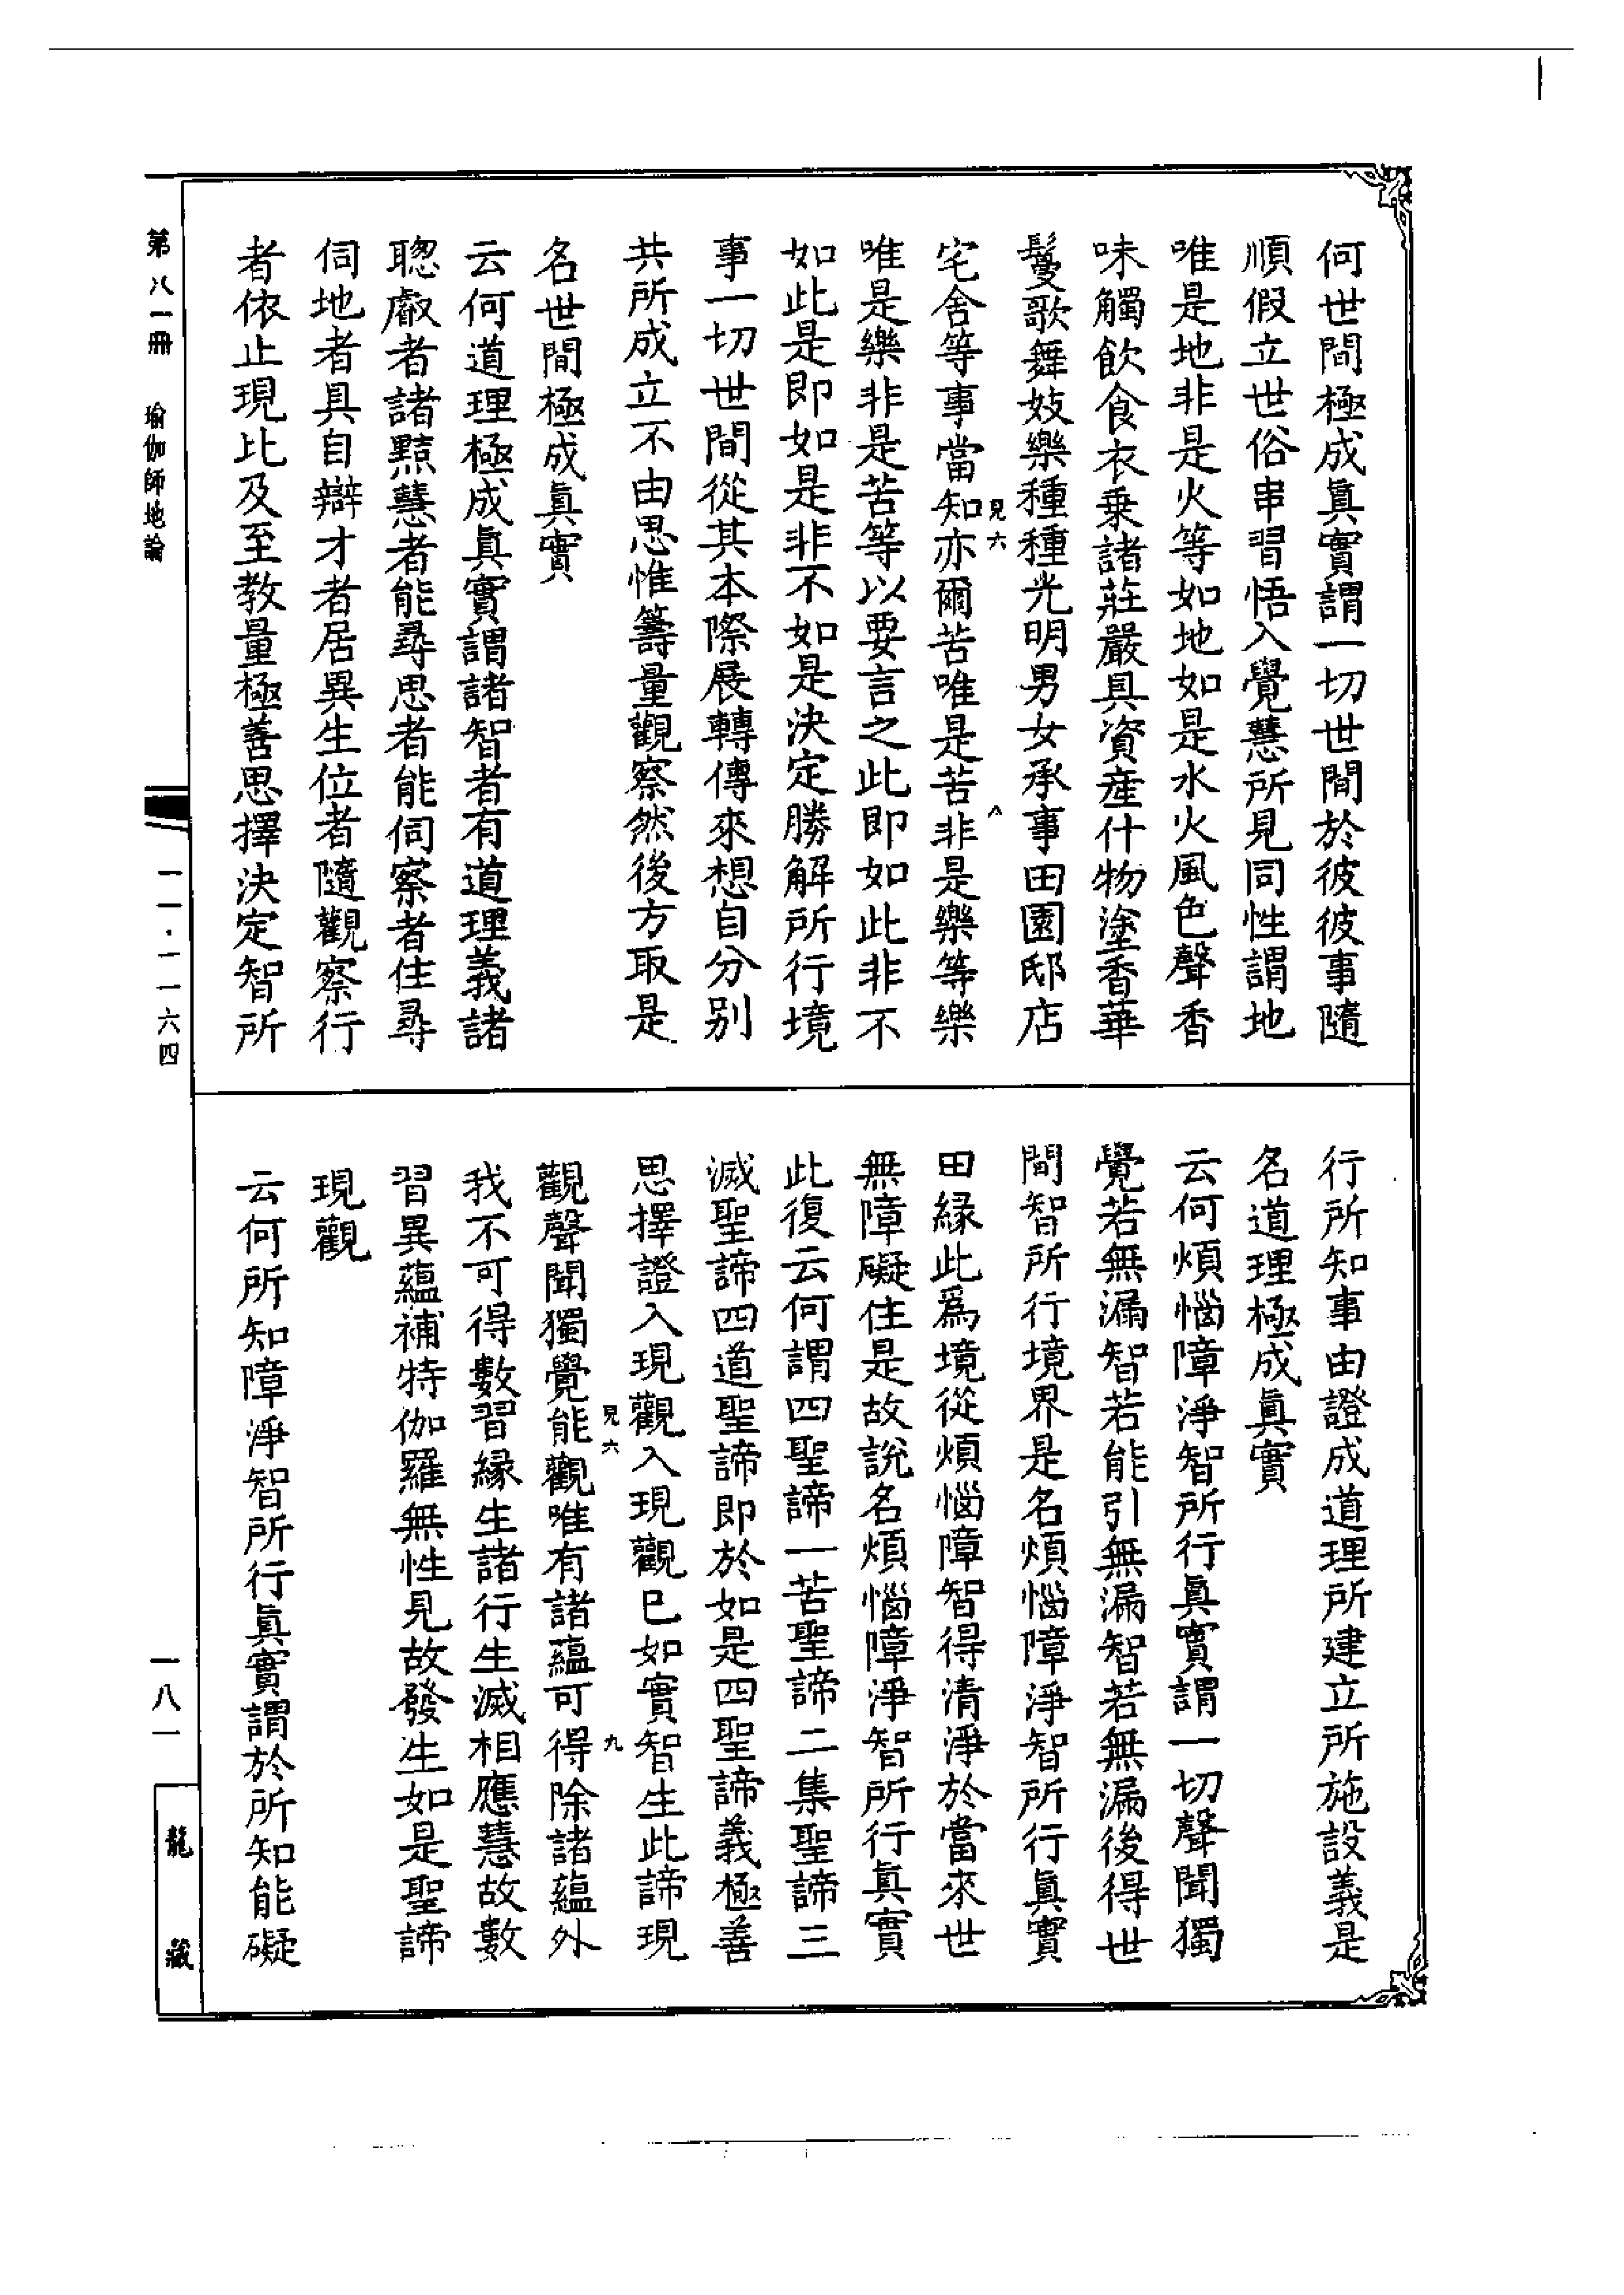 何世間極成眞實謂一切世間於彼彼事隨
順假立世俗串習悟入覺慧所見同性謂地
唯是地非是火等如地如是水火風色聲香
味觸飲食衣乗諸莊嚴具資產什物塗香華
鬘歌舞妓樂種種光明男女承事田園邸店
見六 八
宅舍等事當知亦爾苦唯是苦非是樂等樂
唯是樂非是苦等以要言之此即如此非不
如此是即如是非不如是決定勝解所行境
事一切世間從其本際展轉傳來想自分別
共所成立不由思惟籌量觀察然後方取是
名世間極成眞實
云何道理極成眞實謂諸智者有道理義諸
聰叡者諸黠慧者能尋思者能伺察者住尋
伺地者具自辯才者居異生位者隨觀察行
者依止現比及至教量極善思擇決定智所
行所知事由證成道理所建立所施設義是
名道理極成眞實
云何煩惱障淨智所行眞實謂一切聲聞獨
覺若無漏智若能引無漏智若無漏後得世
間智所行境界是名煩惱障淨智所行眞實
田縁此爲境從煩惱障智得清淨於當來世
無障礙住是故說名煩惱障淨智所行眞實
此復云何謂四聖諦一苦聖諦二集聖諦三
滅聖諦四道聖諦即於如是四聖諦義極善
思擇證入現觀入現觀已如實智生此諦現
見六 九
觀聲聞獨覺能觀唯有諸蘊可得除諸蘊外
我不可得數習縁生諸行生滅相應慧故數
習異蘊補特伽羅無性見故發生如是聖諦
現觀
云何所知障淨智所行眞實謂於所知能礙
第八一冊 瑜伽師地論
一一·一一六四
一八一
龍藏